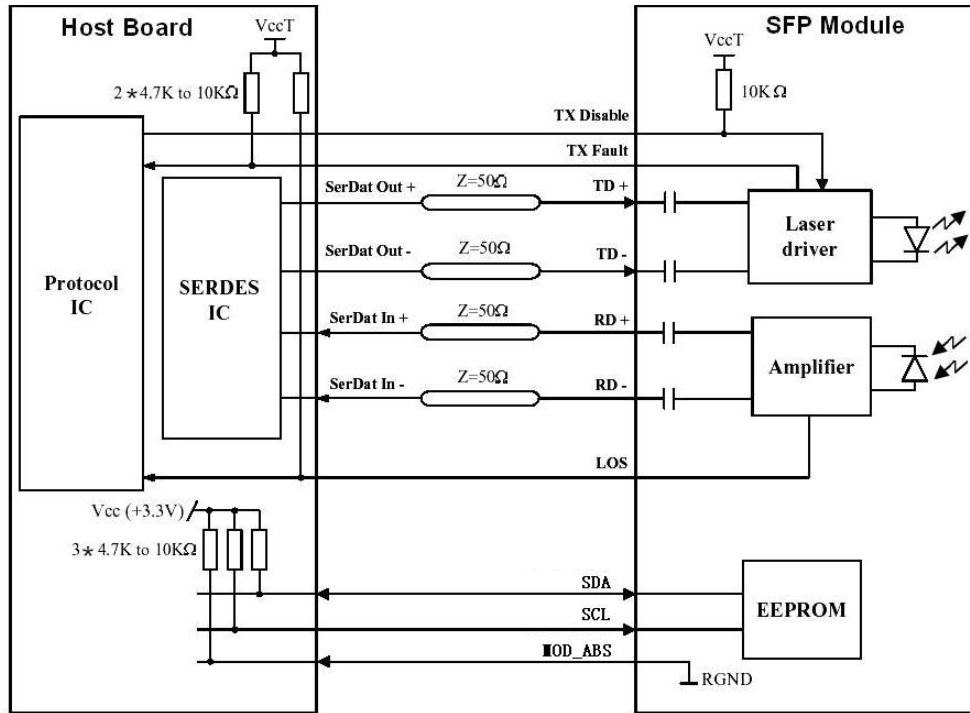 Host Board
SFP Module
VccT
VccT
2*4.7K to 10KΩ
10KΩ
TX Disable
TX Fault
SerDat Out +
Z=50Ω
TD +
SerDat Out -
Z=50Ω
TD -
Laser
driver
Protocol
IC
SERDES
IC
SerDat In +
Z=50Ω
RD +
SerDat In -
Z=50Ω
RD -
Amplifier
LOS
Vcc (+3.3V)
3*4.7K to 10KΩ
SDA
SCL
MOD_ABS
EEPROM
RGND